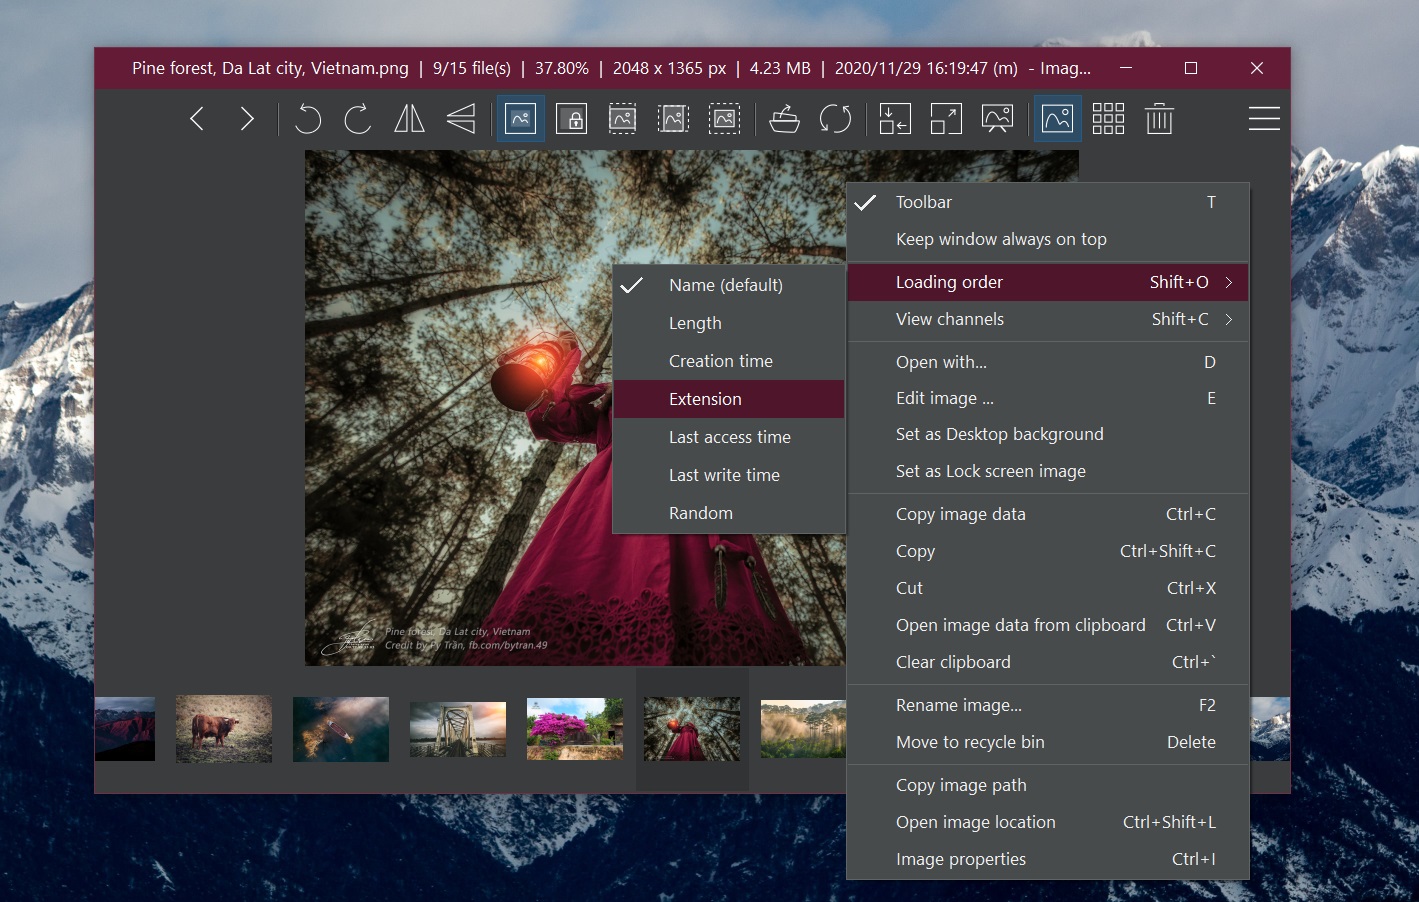 Pine forest, Da Lat city, Vietnam.png | 9/15 file(s) | 37.80% | 2048 x 1365 px | 4.23 MB | 2020/11/29 16:19:47 (m) - Imag...
Toolbar T
Keep window always on top
Loading order Shift+O
View channels Shift+C
Open with... D
Edit image ... E
Set as Desktop background
Set as Lock screen image
Copy image data Ctrl+C
Copy Ctrl+Shift+C
Cut Ctrl+X
Open image data from clipboard Ctrl+V
Clear clipboard Ctrl+`
Rename image... F2
Move to recycle bin Delete
Copy image path
Open image location Ctrl+Shift+L
Image properties Ctrl+I
Name (default)
Length
Creation time
Extension
Last access time
Last write time
Random
Pine forest, Da Lat city, Vietnam
Credit by Py Trần, fb.com/bytran.49